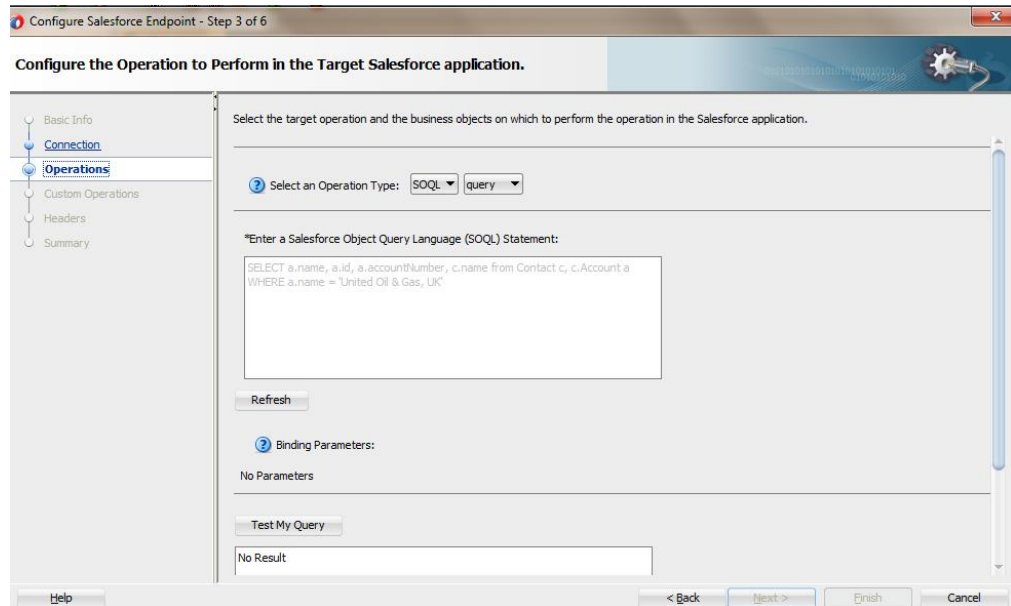 Configure Salesforce Endpoint - Step 3 of 6
Configure the Operation to Perform in the Target Salesforce application.
Basic Info
Connection
Operations
Custom Operations
Headers
Summary
Select the target operation and the business objects on which to perform the operation in the Salesforce application.
Select an Operation Type: SOQL query
*Enter a Salesforce Object Query Language (SOQL) Statement:
SELECT a.name, a.id, a.accountNumber, c.name from Contact c, c.Account a
WHERE a.name = 'United Oil & Gas, UK'
Refresh
Binding Parameters:
No Parameters
Test My Query
No Result
Help
< Back
Next >
Finish
Cancel